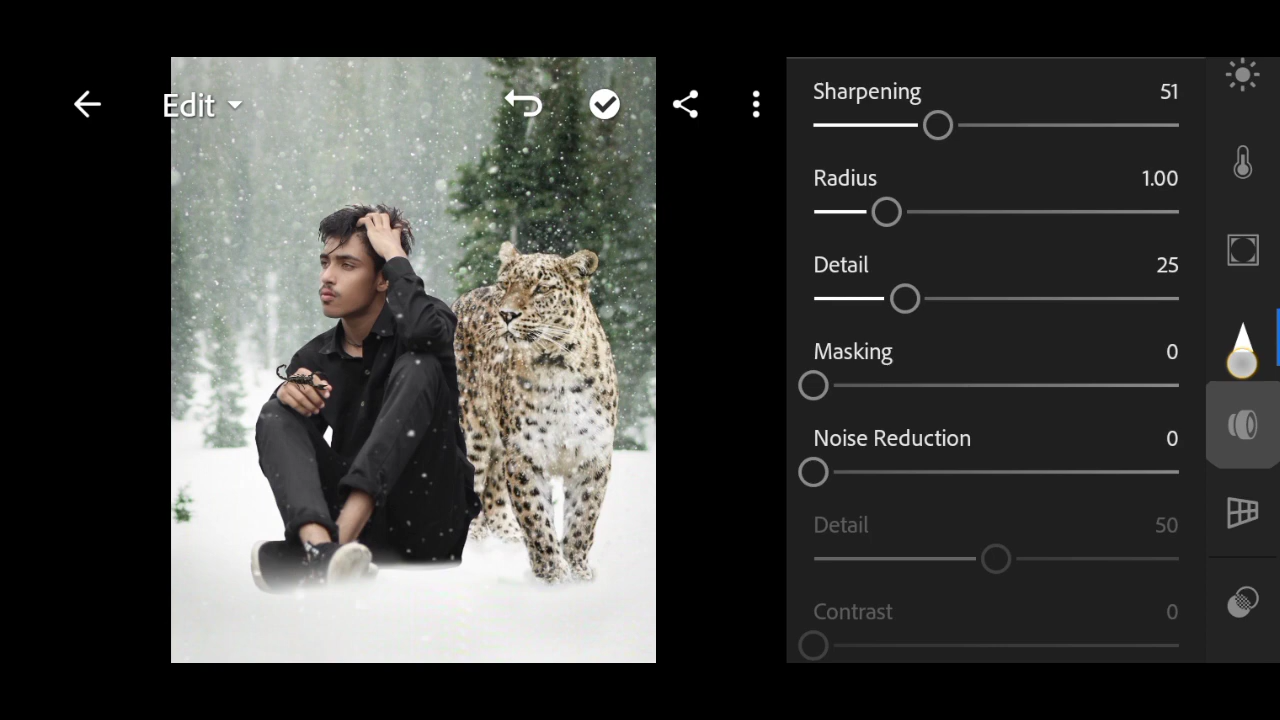 Edit
Sharpening 51
Radius 1.00
Detail 25
Masking 0
Noise Reduction 0
Detail 50
Contrast 0